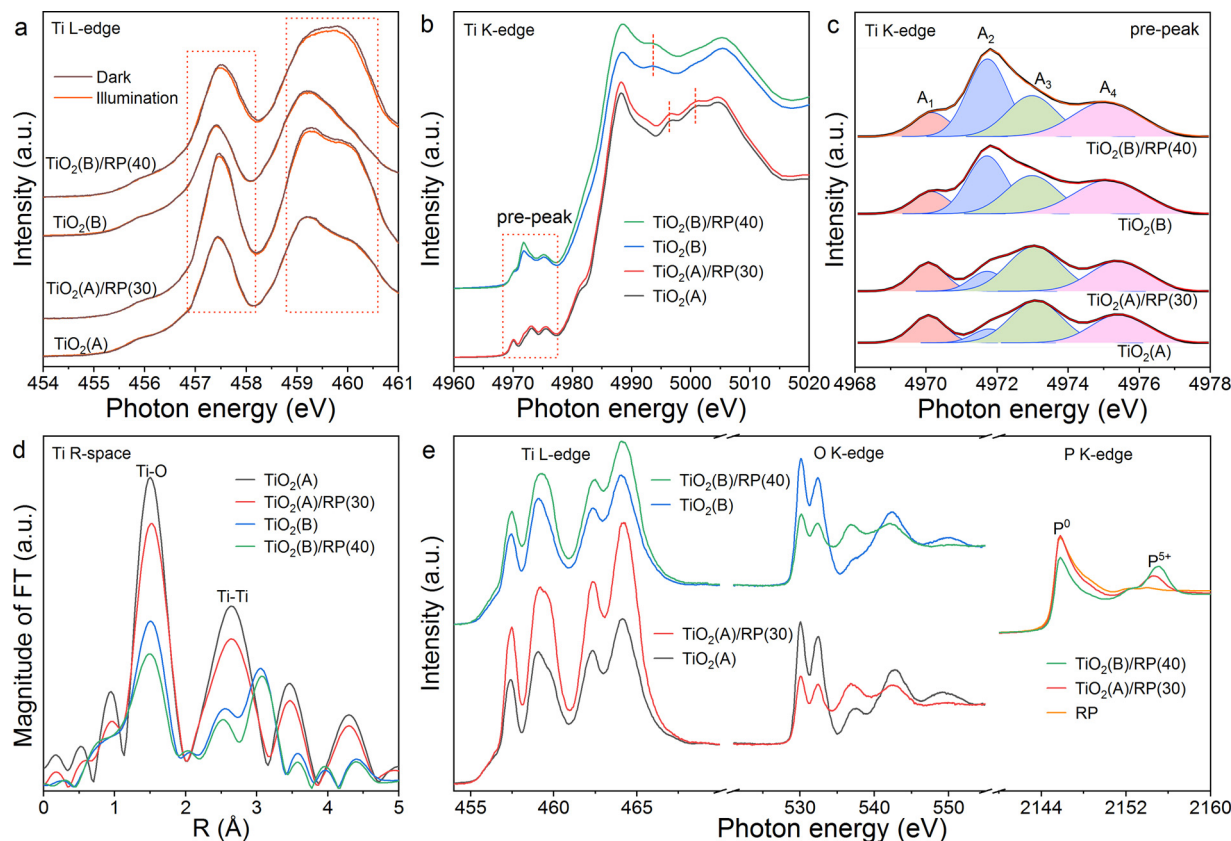 a
Ti L-edge
Dark
Illumination
TiO2(B)/RP(40)
TiO2(B)
TiO2(A)/RP(30)
TiO2(A)
Intensity (a.u.)
454 455 456 457 458 459 460 461
Photon energy (eV)
b
Ti K-edge
pre-peak
TiO2(B)/RP(40)
TiO2(B)
TiO2(A)/RP(30)
TiO2(A)
Intensity (a.u.)
4960 4970 4980 4990 5000 5010 5020
Photon energy (eV)
c
Ti K-edge
pre-peak
A1
A2
A3
A4
TiO2(B)/RP(40)
TiO2(B)
TiO2(A)/RP(30)
TiO2(A)
Intensity (a.u.)
4968 4970 4972 4974 4976 4978
Photon energy (eV)
d
Ti R-space
Ti-O
Ti-Ti
TiO2(A)
TiO2(A)/RP(30)
TiO2(B)
TiO2(B)/RP(40)
Magnitude of FT (a.u.)
0 1 2 3 4 5
R (Å)
e
Ti L-edge
O K-edge
P K-edge
TiO2(B)/RP(40)
TiO2(B)
TiO2(A)/RP(30)
TiO2(A)
P0
P5+
TiO2(B)/RP(40)
TiO2(A)/RP(30)
RP
Intensity (a.u.)
455 460 465 530 540 550 2144 2152 2160
Photon energy (eV)